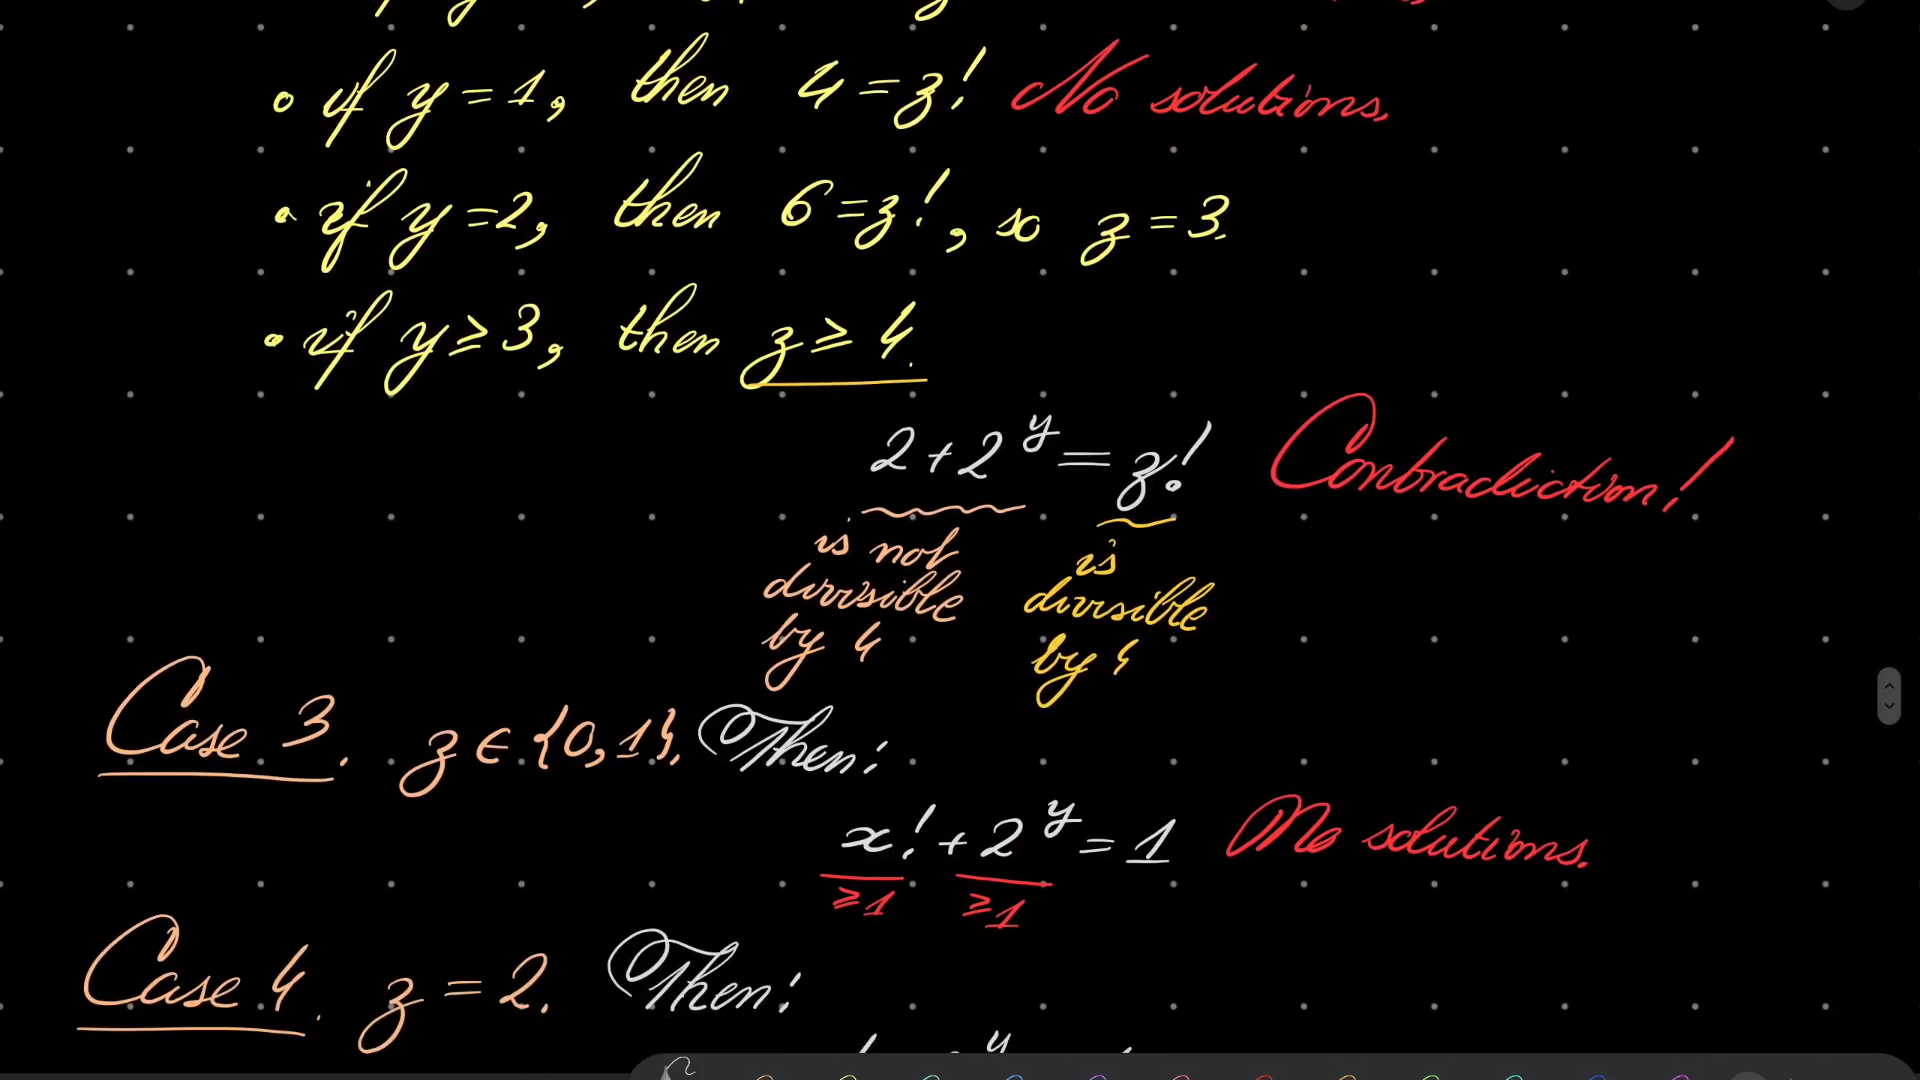 • if y = 1, then 4 = z! No solutions.
• if y = 2, then 6 = z!, so z = 3.
• if y ≥ 3, then z ≥ 4.
2 + 2^y = z! Contradiction!
is not divisible by 4
is divisible by 4
Case 3. z ∈ {0, 1}. Then:
x! + 2^y = 1 No solutions.
≥1 ≥1
Case 4. z = 2. Then: